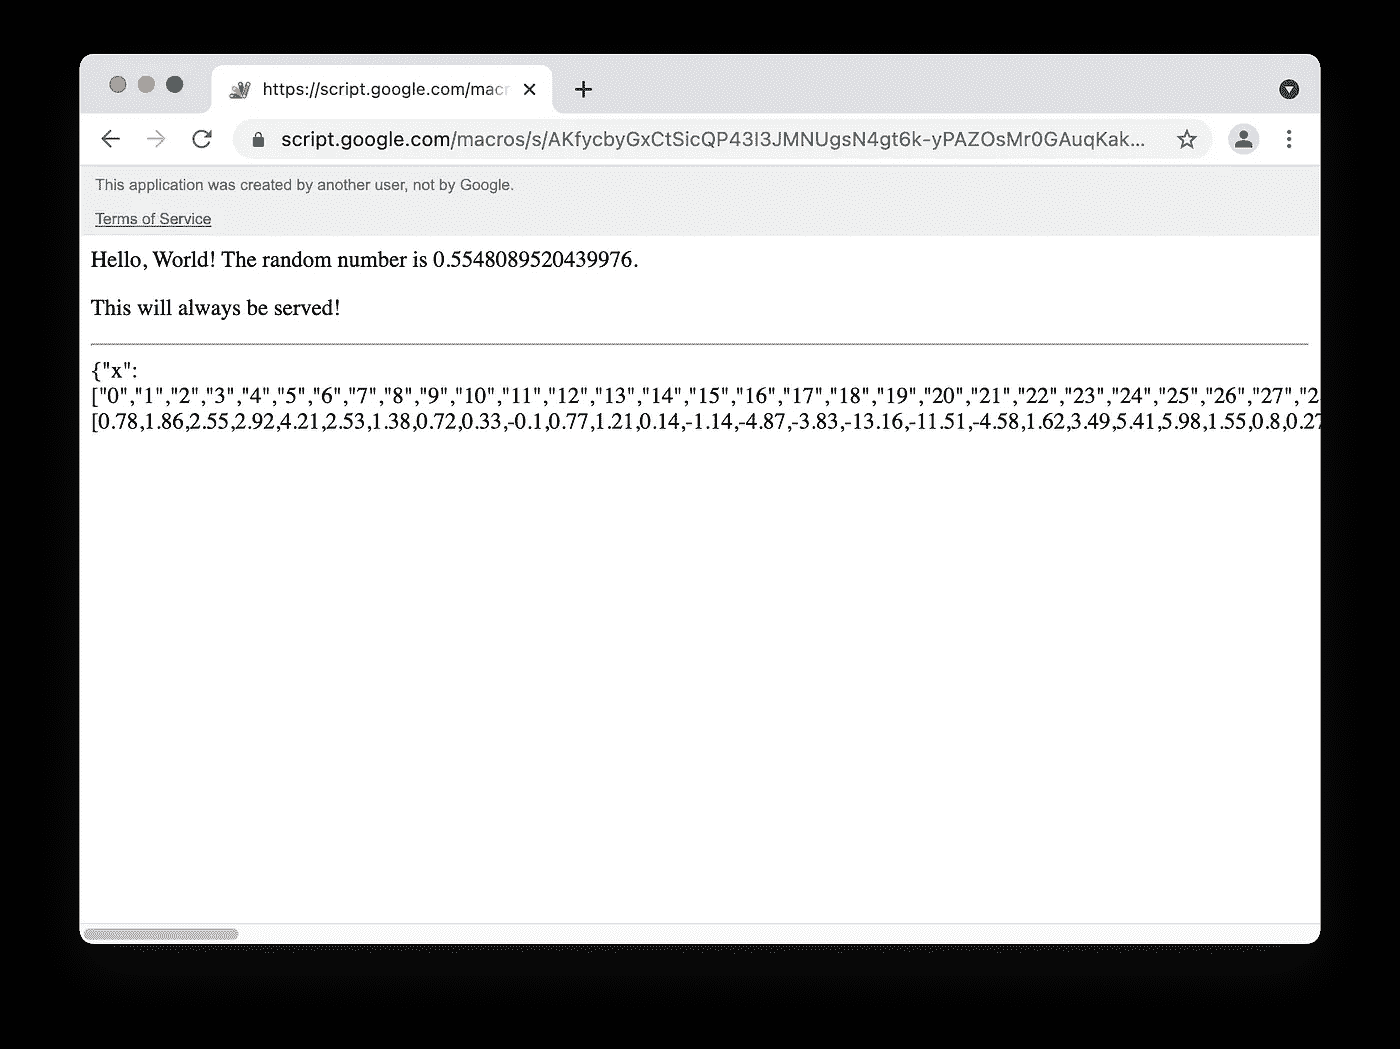 https://script.google.com/macr
script.google.com/macros/s/AKfycbyGxCtSicQP43I3JMNUgsN4gt6k-yPAZOsMr0GAuqKak...
This application was created by another user, not by Google.
Terms of Service
Hello, World! The random number is 0.5548089520439976.
This will always be served!
{"x":
["0","1","2","3","4","5","6","7","8","9","10","11","12","13","14","15","16","17","18","19","20","21","22","23","24","25","26","27","2
[0.78,1.86,2.55,2.92,4.21,2.53,1.38,0.72,0.33,-0.1,0.77,1.21,0.14,-1.14,-4.87,-3.83,-13.16,-11.51,-4.58,1.62,3.49,5.41,5.98,1.55,0.8,0.27